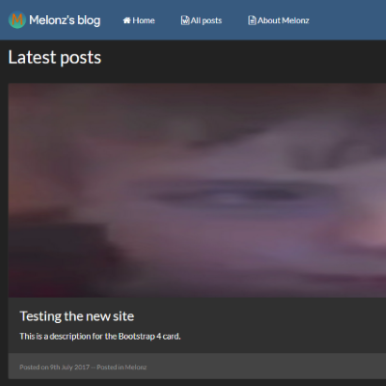 Melonz's blog Home All posts About Melonz
Latest posts
Testing the new site
This is a description for the Bootstrap 4 card.
Posted on 9th July 2017 — Posted in Melonz